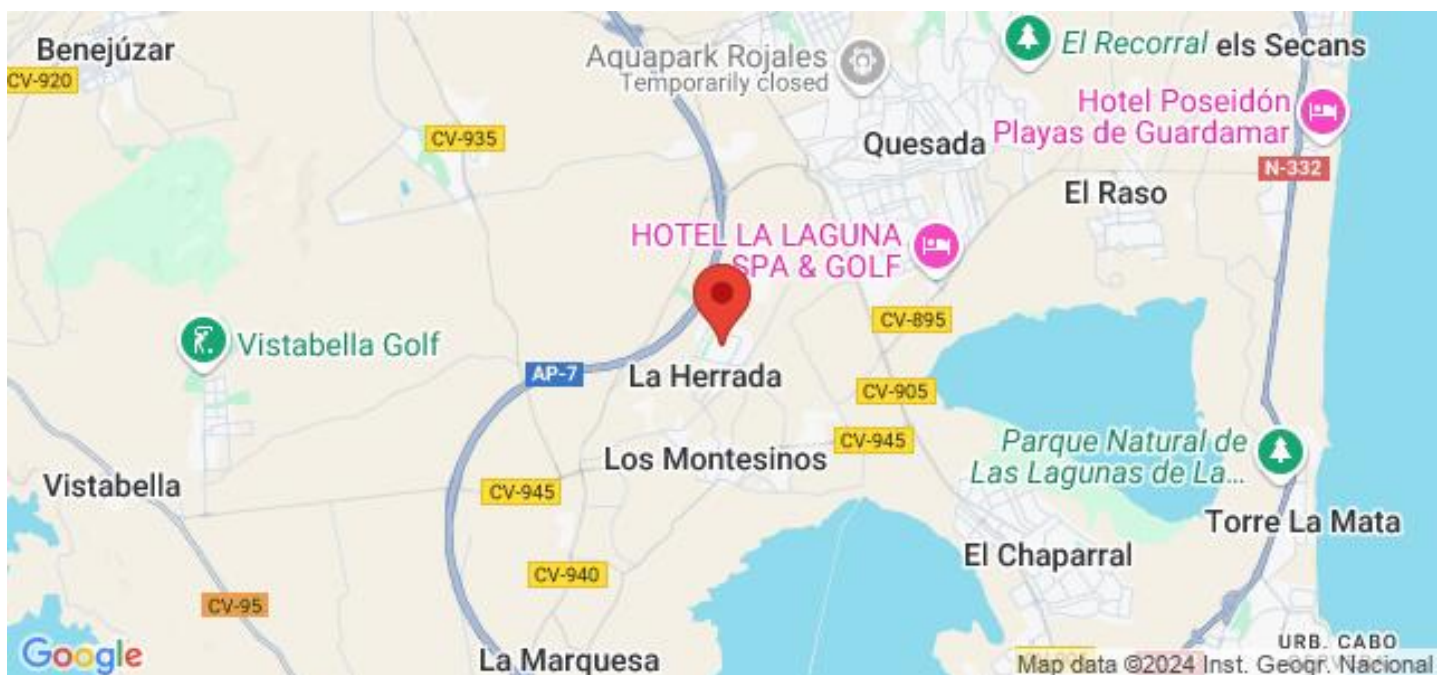 Benejúzar
CV-920
Aquapark Rojales
Temporarily closed
El Recorral
els Secans
Hotel Poseidón
Playas de Guardamar
CV-935
Quesada
N-332
El Raso
HOTEL LA LAGUNA
SPA & GOLF
CV-895
Vistabella Golf
AP-7
La Herrada
CV-905
CV-945
Parque Natural de
Las Lagunas de La...
Los Montesinos
Vistabella
CV-945
Torre La Mata
El Chaparral
CV-940
CV-95
URB. CABO
Google
La Marquesa
Map data ©2024 Inst. Geogr. Nacional